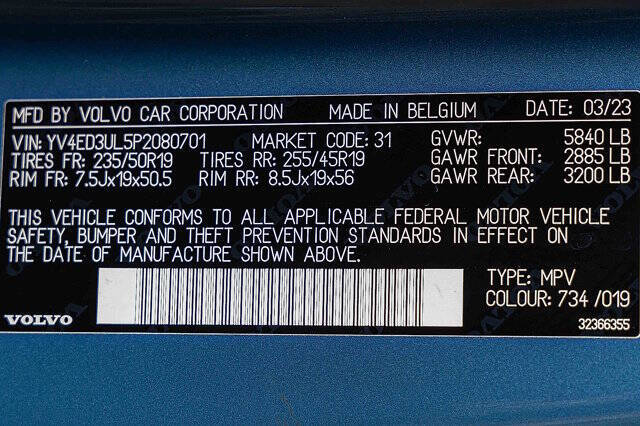 MFD BY VOLVO CAR CORPORATION MADE IN BELGIUM DATE: 03/23
VIN: YV4ED3UL5P2080701 MARKET CODE: 31 GVWR: 5840 LB
TIRES FR: 235/50R19 TIRES RR: 255/45R19 GAWR FRONT: 2885 LB
RIM FR: 7.5Jx19x50.5 RIM RR: 8.5Jx19x56 GAWR REAR: 3200 LB
THIS VEHICLE CONFORMS TO ALL APPLICABLE FEDERAL MOTOR VEHICLE
SAFETY, BUMPER AND THEFT PREVENTION STANDARDS IN EFFECT ON
THE DATE OF MANUFACTURE SHOWN ABOVE.
TYPE: MPV
COLOUR: 734 /019
VOLVO 32366355